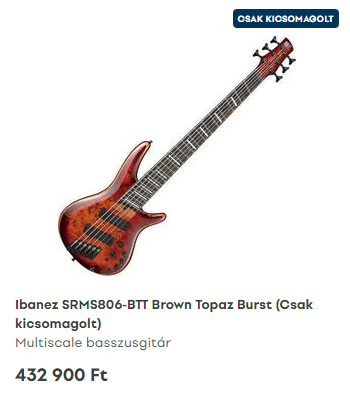 CSAK KICSOMAGOLT
Ibanez SRMS806-BTT Brown Topaz Burst (Csak
kicsomagolt)
Multiscale basszusgitár
432 900 Ft